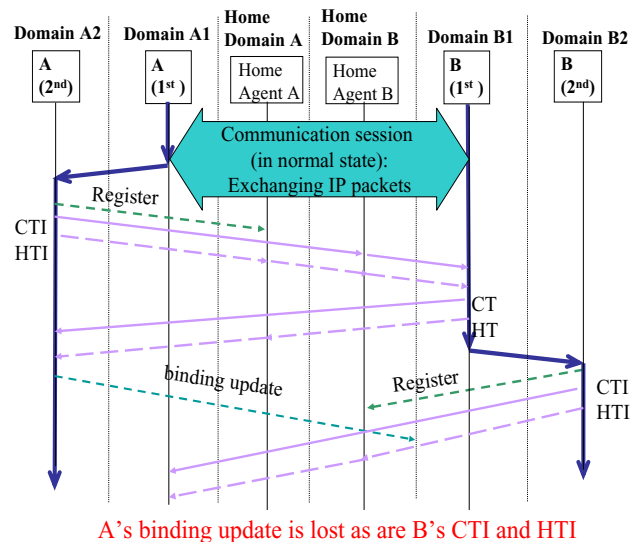 Domain A2
Domain A1
Home
Domain A
Home
Domain B
Domain B1
Domain B2
A
(2nd)
A
(1st)
Home
Agent A
Home
Agent B
B
(1st )
B
(2nd)
Communication session
(in normal state):
Exchanging IP packets
Register
CTI
HTI
CT
HT
binding update
Register
CTI
HTI
A's binding update is lost as are B's CTI and HTI